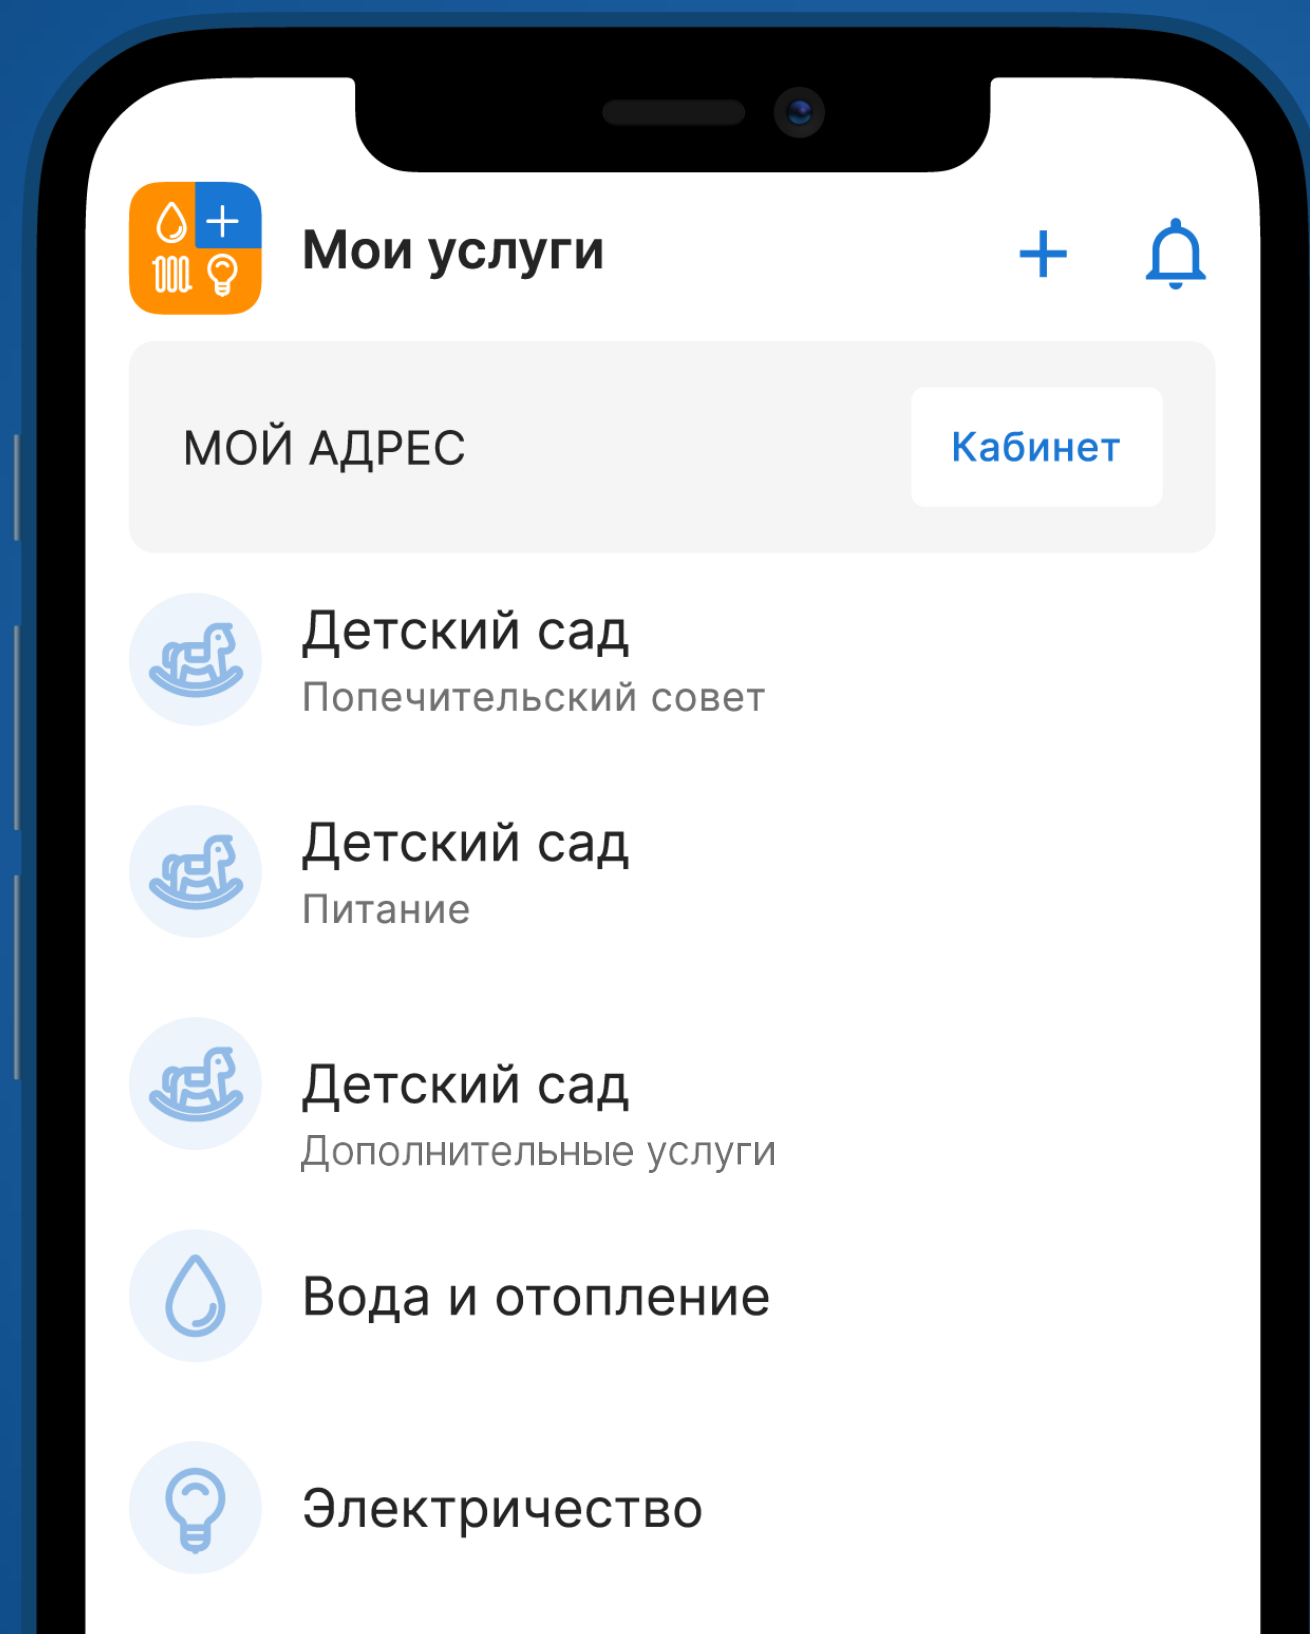 Мои услуги
МОЙ АДРЕС
Кабинет
Детский сад
Попечительский совет
Детский сад
Питание
Детский сад
Дополнительные услуги
Вода и отопление
Электричество